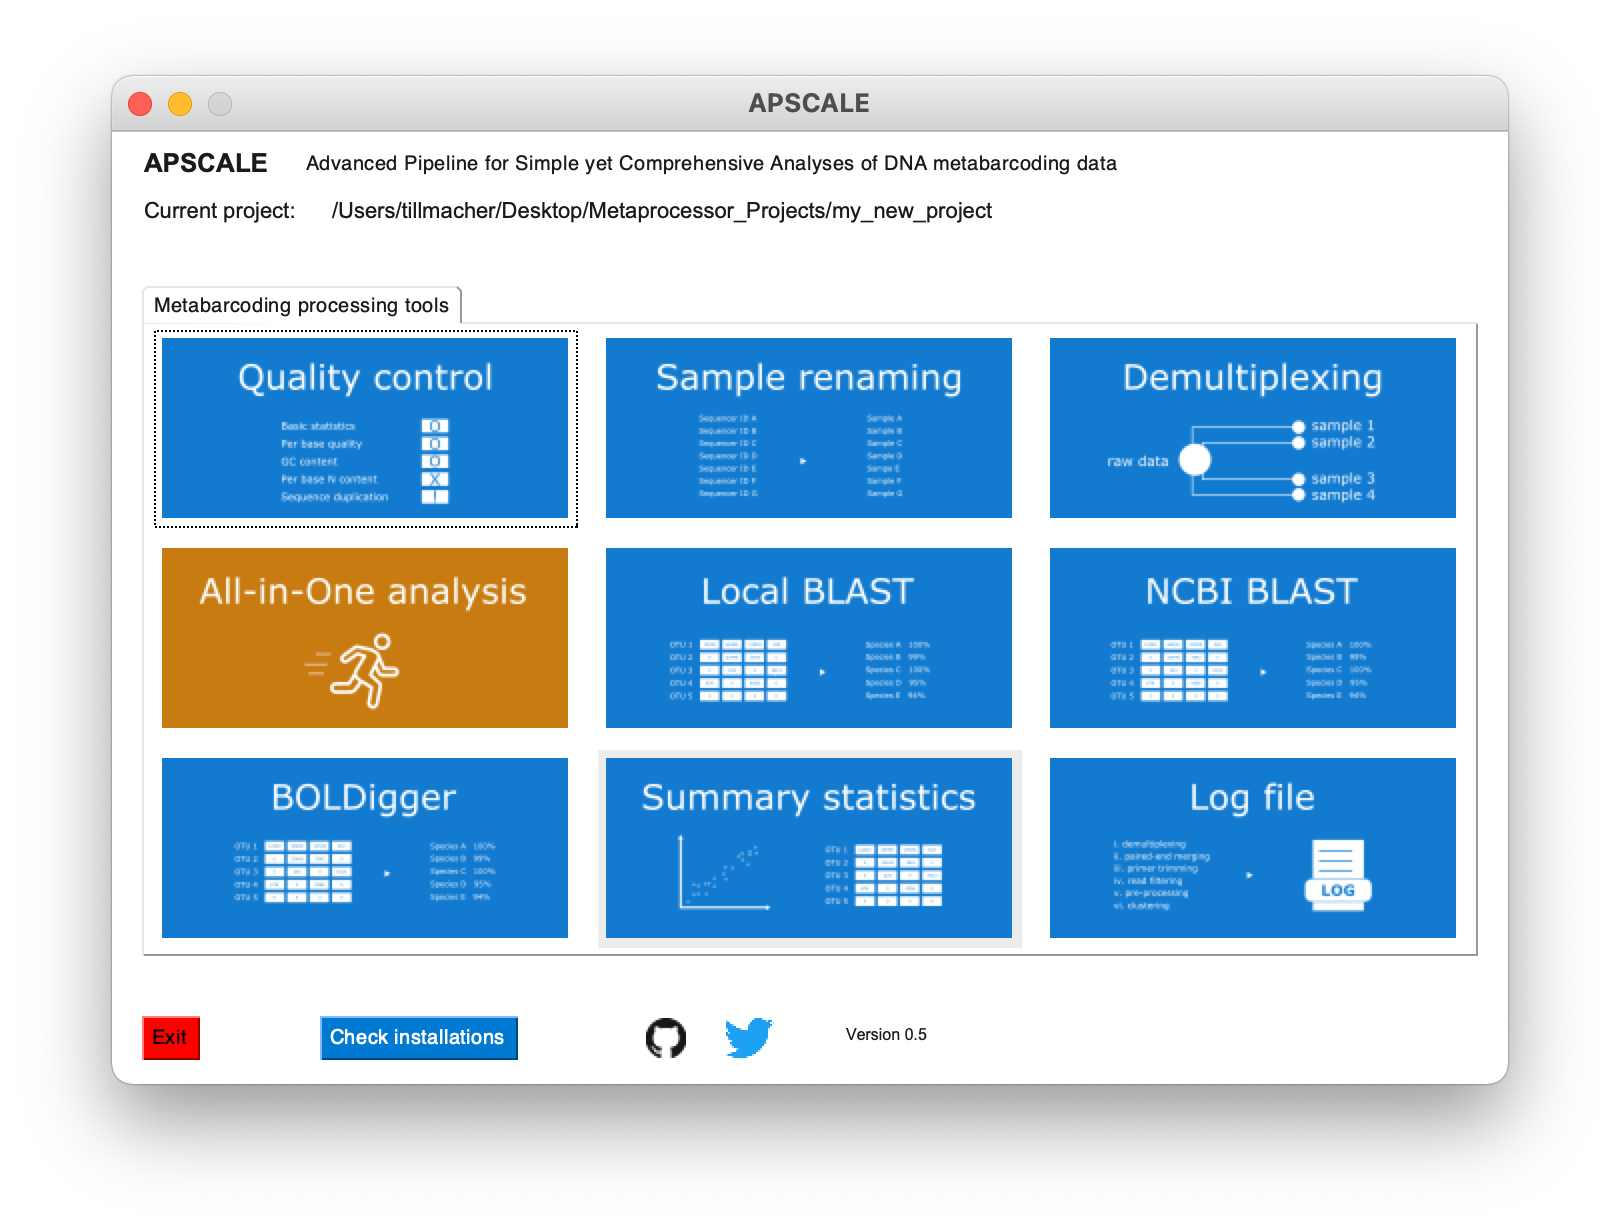 APSCALE
APSCALE Advanced Pipeline for Simple yet Comprehensive Analyses of DNA metabarcoding data
Current project: /Users/tillmacher/Desktop/Metaprocessor_Projects/my_new_project
Metabarcoding processing tools
Quality control
Basic statistics O
Per base quality O
GC content O
Per base N content X
Sequence duplication !
Sample renaming
Sequencer ID A Sample A
Sequencer ID B Sample B
Sequencer ID C Sample C
Sequencer ID D Sample D
Sequencer ID E Sampe E
Sequencer ID F Sample F
Sequencer ID G Sample G
Demultiplexing
raw data
sample 1
sample 2
sample 3
sample 4
All-in-One analysis
Local BLAST
OTU 1 Species A 100%
OTU 2 Species B 99%
OTU 3 Species C 100%
OTU 4 Species D 95%
OTU 5 Species E 94%
NCBI BLAST
OTU 1 Species A 100%
OTU 2 Species B 99%
OTU 3 Species C 100%
OTU 4 Species D 95%
OTU 5 Species E 94%
BOLDigger
OTU 1 Species A 100%
OTU 2 Species B 99%
OTU 3 Species C 100%
OTU 4 Species D 95%
OTU 5 Species E 94%
Summary statistics
OTU 1
OTU 2
OTU 3
OTU 4
OTU 5
Log file
i. demultiplexing
ii. paired-end merging
iii. primer trimming
iv. read filtering
v. pre-processing
vi. clustering
LOG
Exit
Check installations
Version 0.5